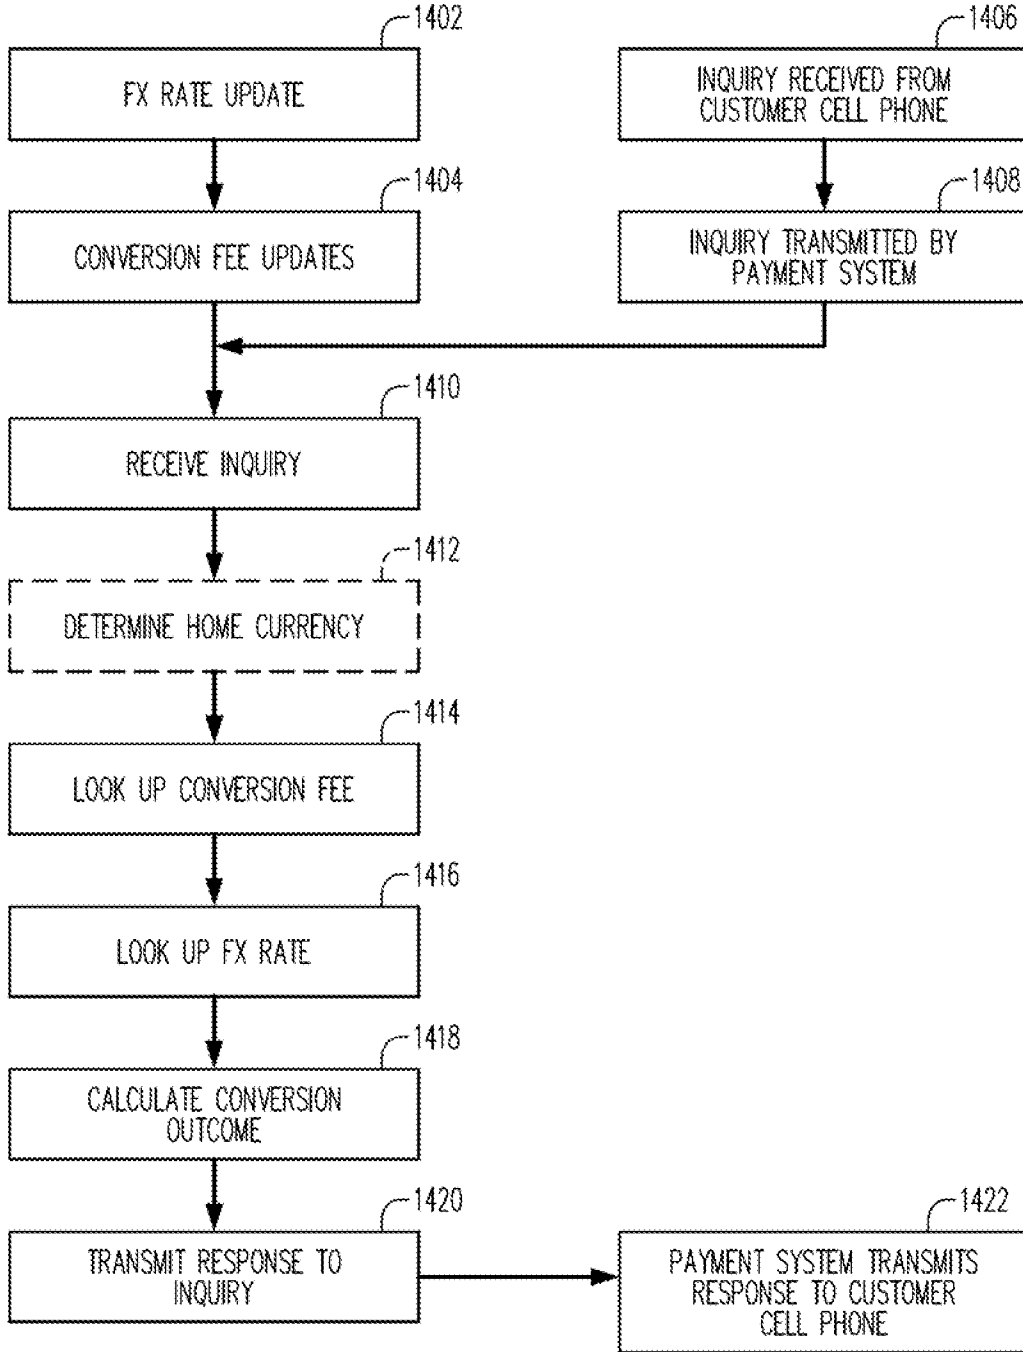 1402
FX RATE UPDATE
1406
INQUIRY RECEIVED FROM
CUSTOMER CELL PHONE
1404
CONVERSION FEE UPDATES
1408
INQUIRY TRANSMITTED BY
PAYMENT SYSTEM
1410
RECEIVE INQUIRY
1412
DETERMINE HOME CURRENCY
1414
LOOK UP CONVERSION FEE
1416
LOOK UP FX RATE
1418
CALCULATE CONVERSION
OUTCOME
1420
TRANSMIT RESPONSE TO
INQUIRY
1422
PAYMENT SYSTEM TRANSMITS
RESPONSE TO CUSTOMER
CELL PHONE